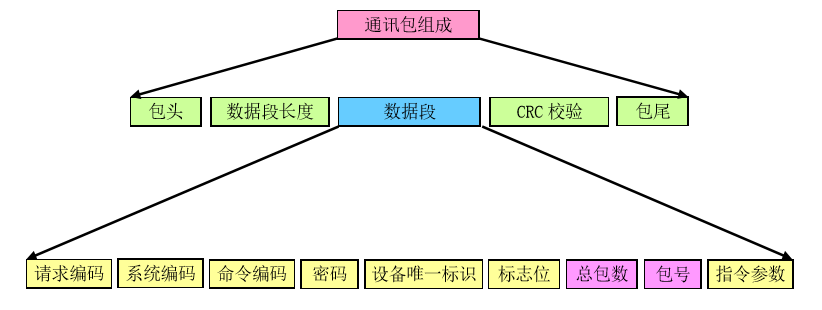 通讯包组成
包头 数据段长度 数据段 CRC 校验 包尾
请求编码 系统编码 命令编码 密码 设备唯一标识 标志位 总包数 包号 指令参数